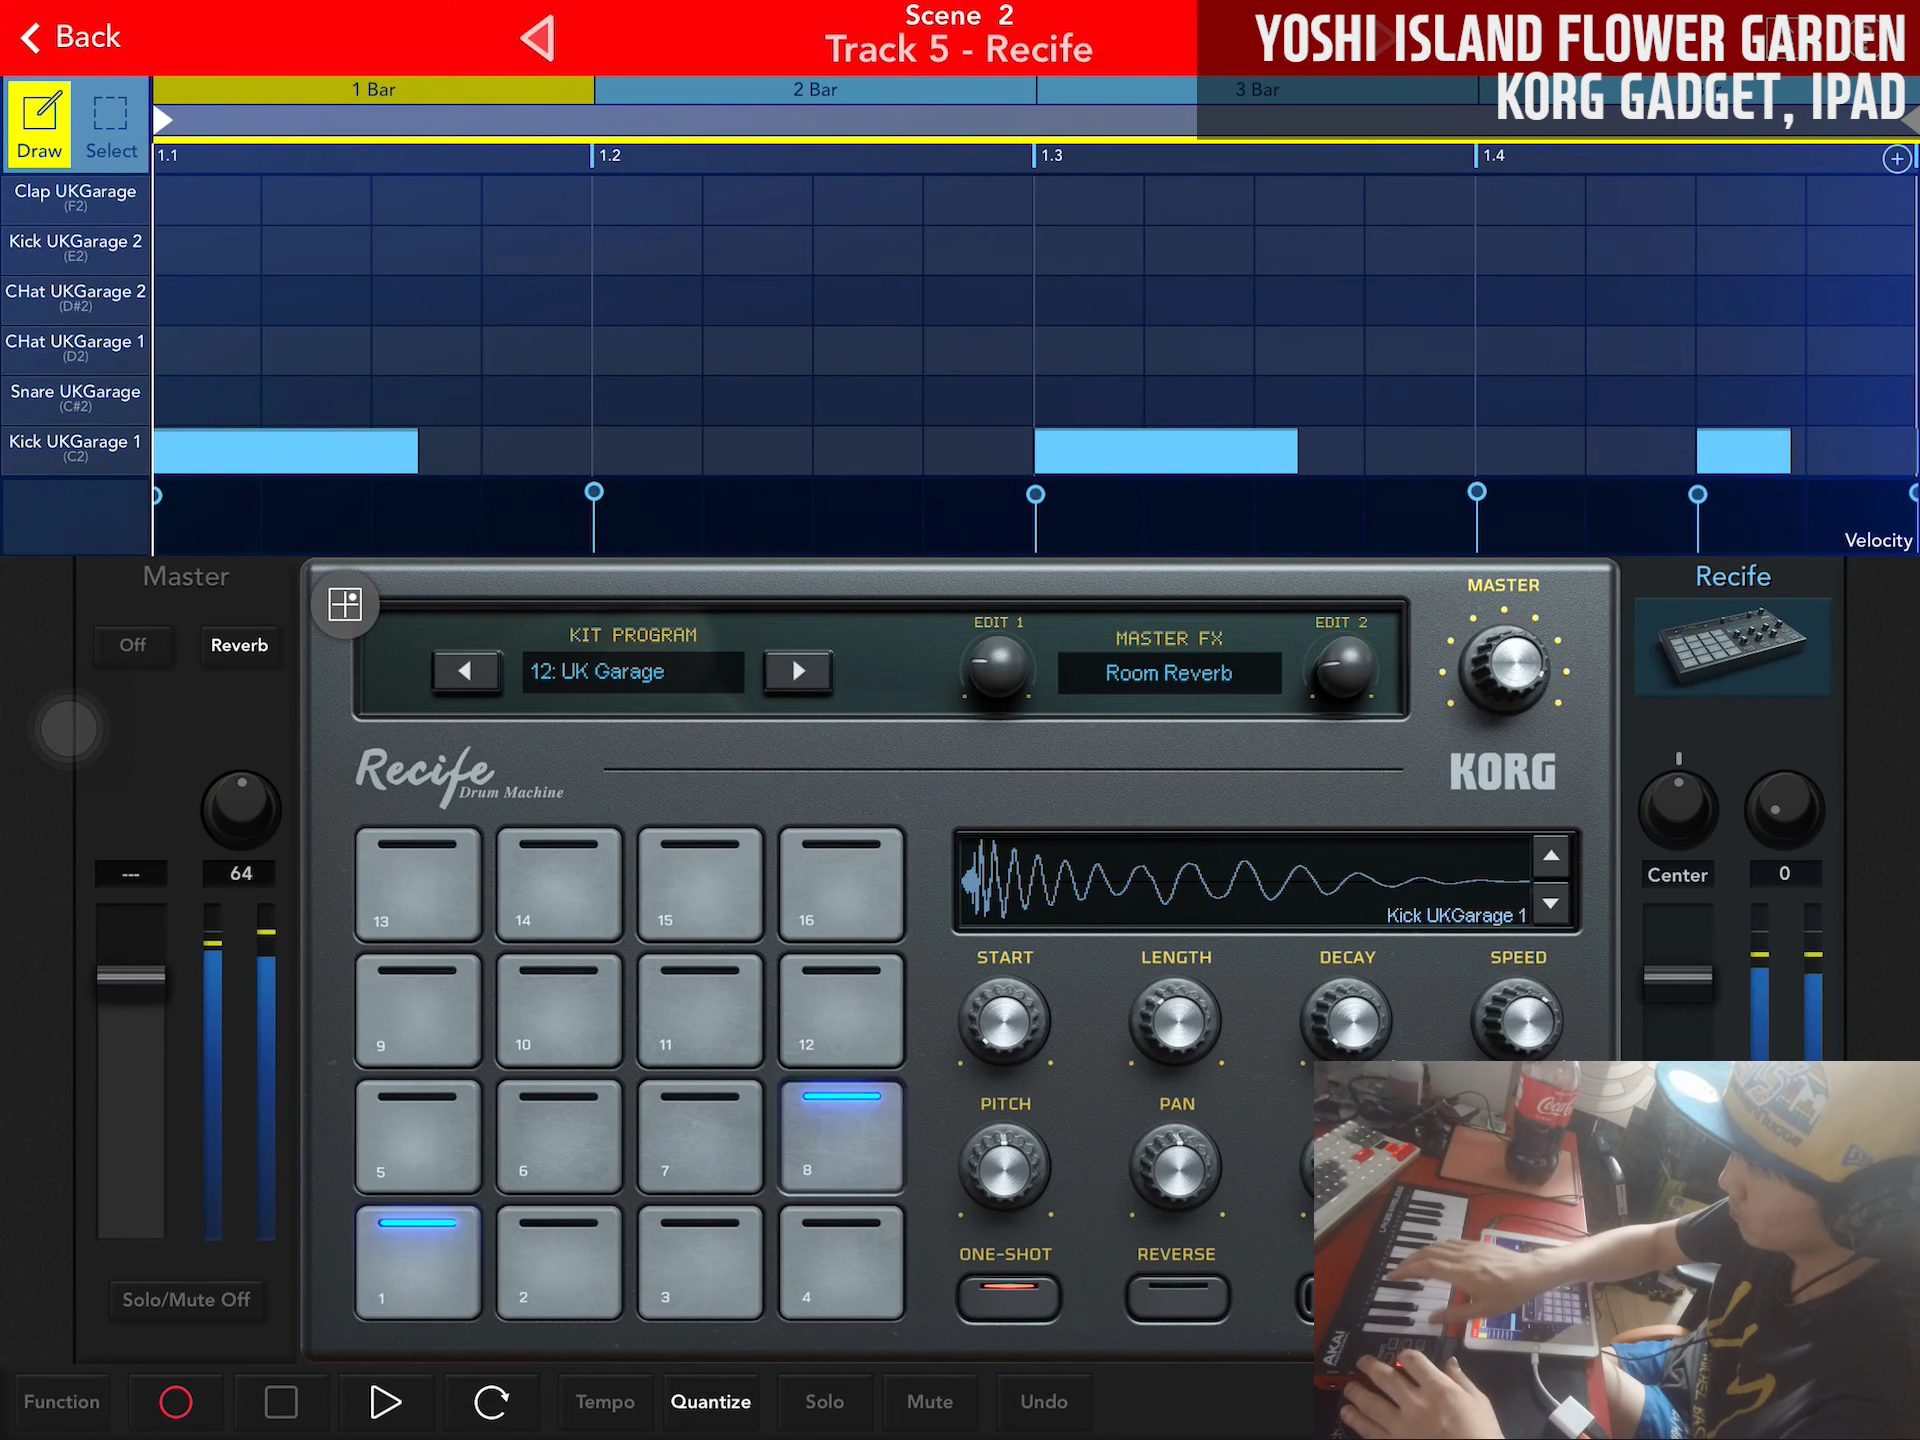 Back
Scene 2
Track 5 - Recife
YOSHI ISLAND FLOWER GARDEN
KORG GADGET, IPAD
1 Bar
2 Bar
3 Bar
Draw
Select
1.1
1.2
1.3
1.4
Clap UKGarage
(F2)
Kick UKGarage 2
(E2)
CHat UKGarage 2
(D#2)
CHat UKGarage 1
(D2)
Snare UKGarage
(C#2)
Kick UKGarage 1
(C2)
Velocity
Master
Off
Reverb
---
64
Solo/Mute Off
KIT PROGRAM
12: UK Garage
EDIT 1
MASTER FX
Room Reverb
EDIT 2
MASTER
Recife
Drum Machine
KORG
13
14
15
16
9
10
11
12
5
6
7
8
1
2
3
4
Kick UKGarage 1
START
LENGTH
DECAY
SPEED
PITCH
PAN
ONE-SHOT
REVERSE
Recife
Center
0
Coca
LPK25 WIRELESS
AKAI
Function
Tempo
Quantize
Solo
Mute
Undo